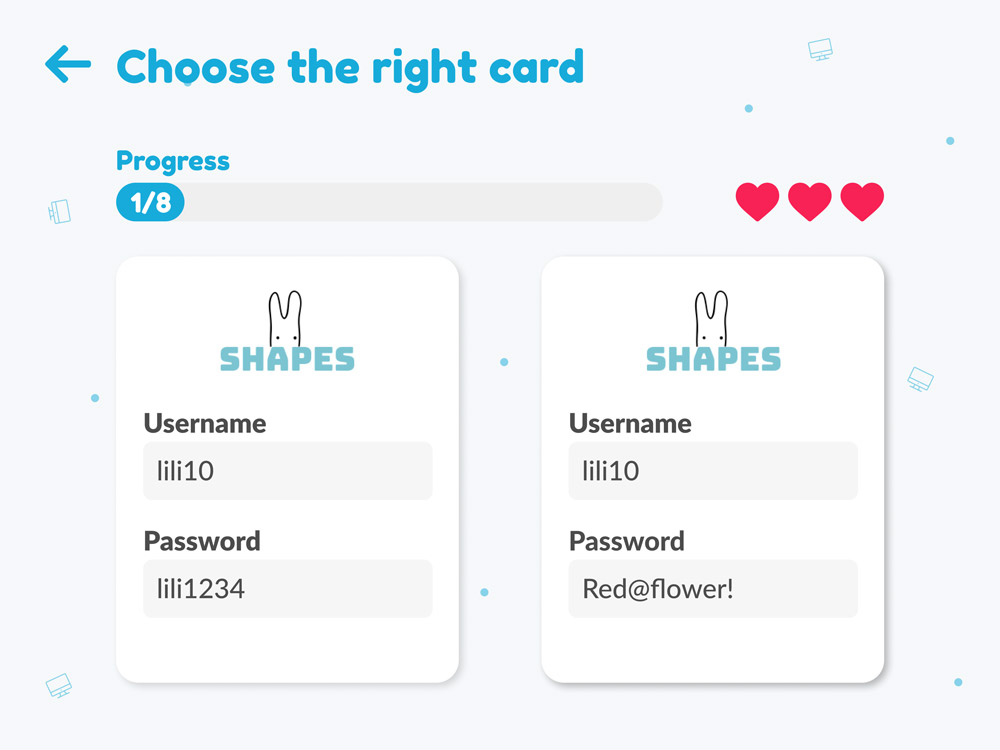 Choose the right card
Progress
1/8
SHAPES
Username
lili10
Password
lili1234
SHAPES
Username
lili10
Password
Red@flower!